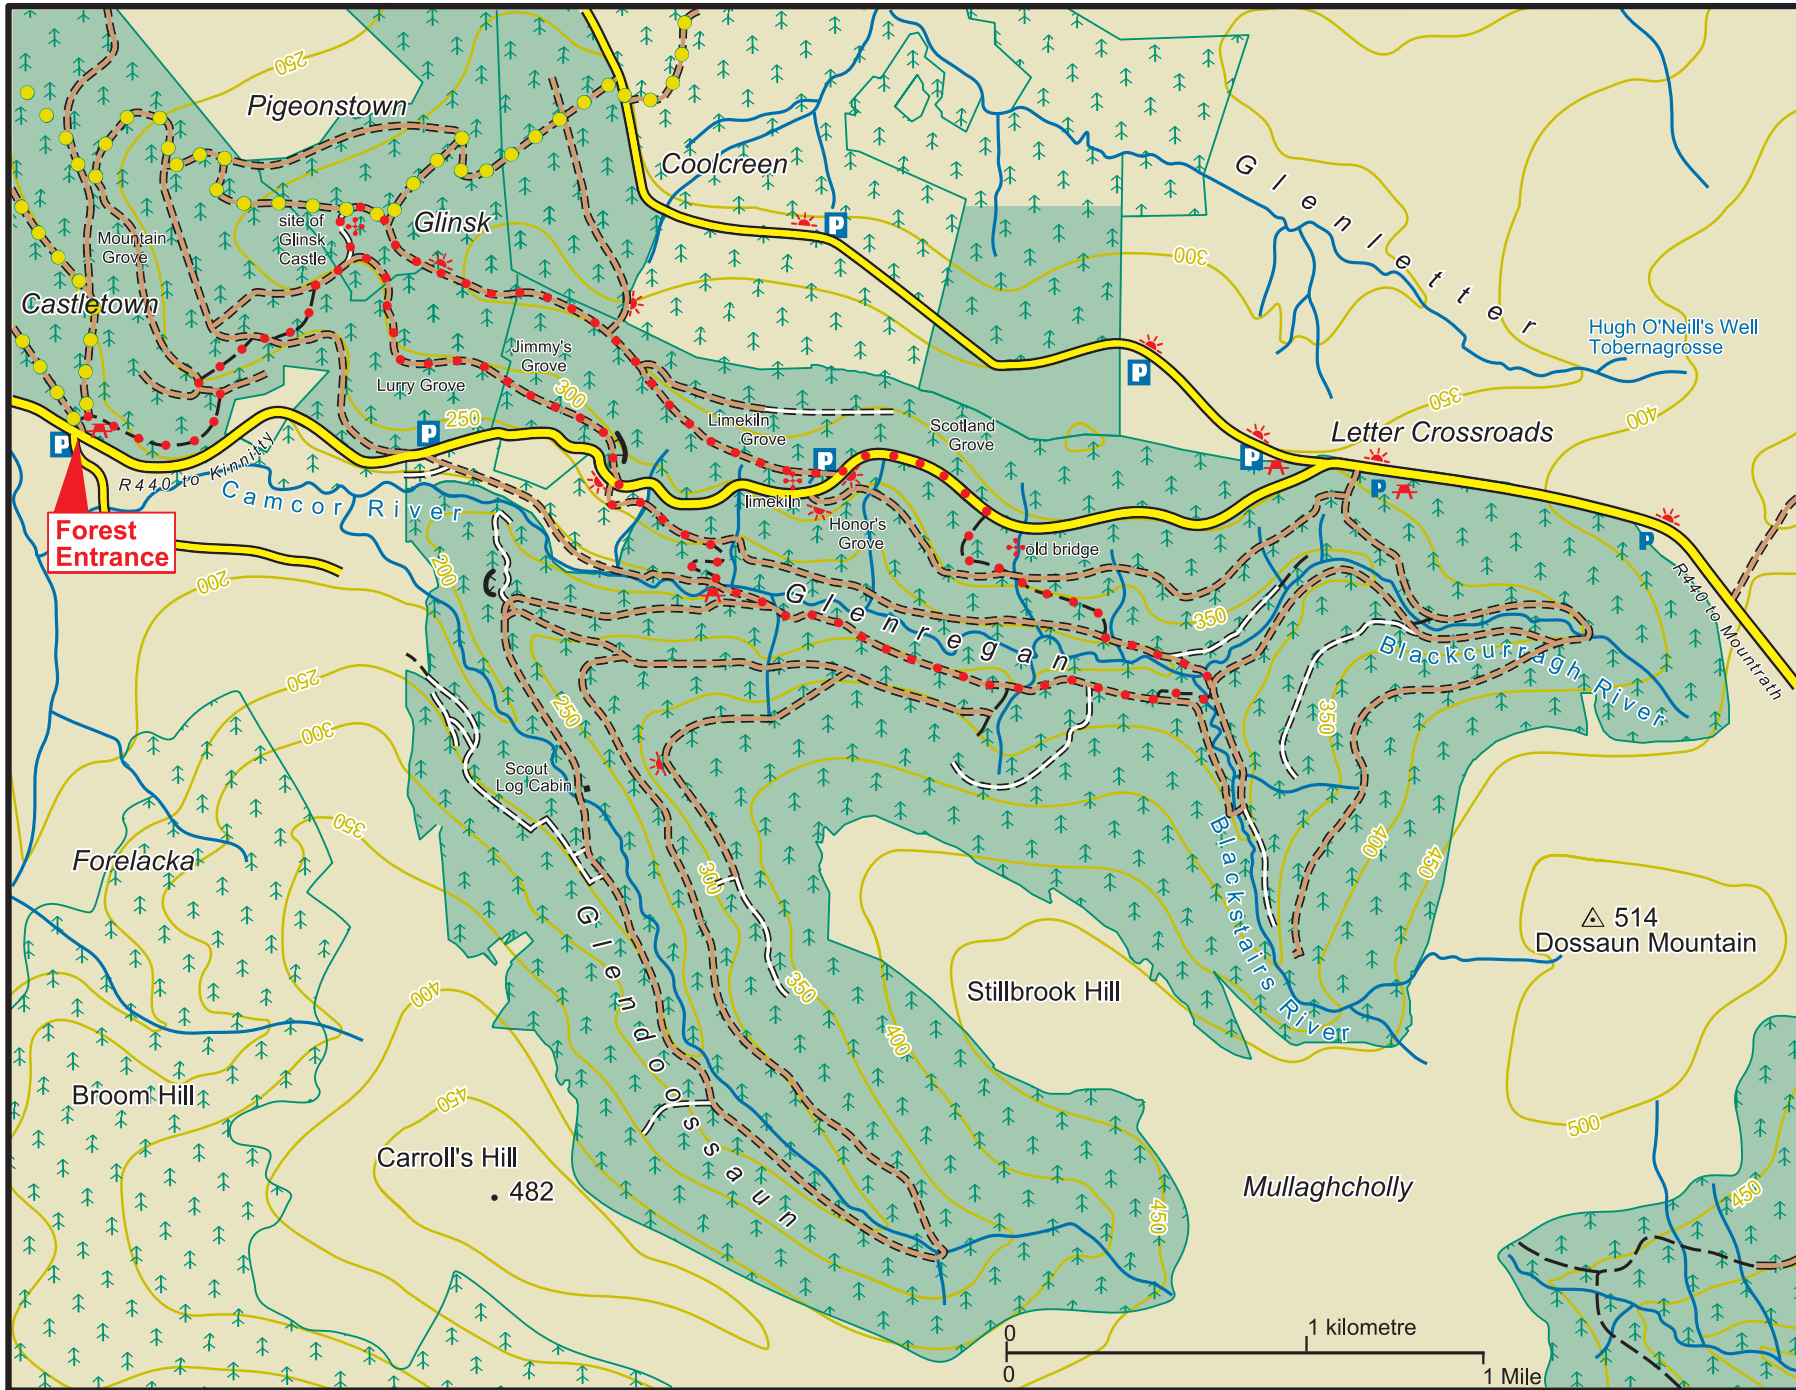 250
Pigeonstown
Coolcreen
Glenletter
site of
Glinsk
Castle
Glinsk
P
Mountain
Grove
300
Castletown
Hugh O'Neill's Well
Tobernagrosse
Jimmy's
Grove
P
Lurry Grove
300
350
400
250
Limekiln
Grove
Scotland
Grove
Letter Crossroads
P
P
P
P
P
R440 to Kinnitty
Camcor River
limekiln
Honor's
Grove
P
Forest
Entrance
old bridge
R440 to Mountrath
200
200
Glenregan
350
Blackcurragh River
250
250
350
300
Scout
Log Cabin
350
Blackstairs River
400
450
Forelacka
300
514
Dossaun Mountain
Glendoossaun
Stillbrook Hill
350
400
400
Broom Hill
450
500
Carroll's Hill
482
Mullaghcholly
450
450
0
1 kilometre
0
1 Mile